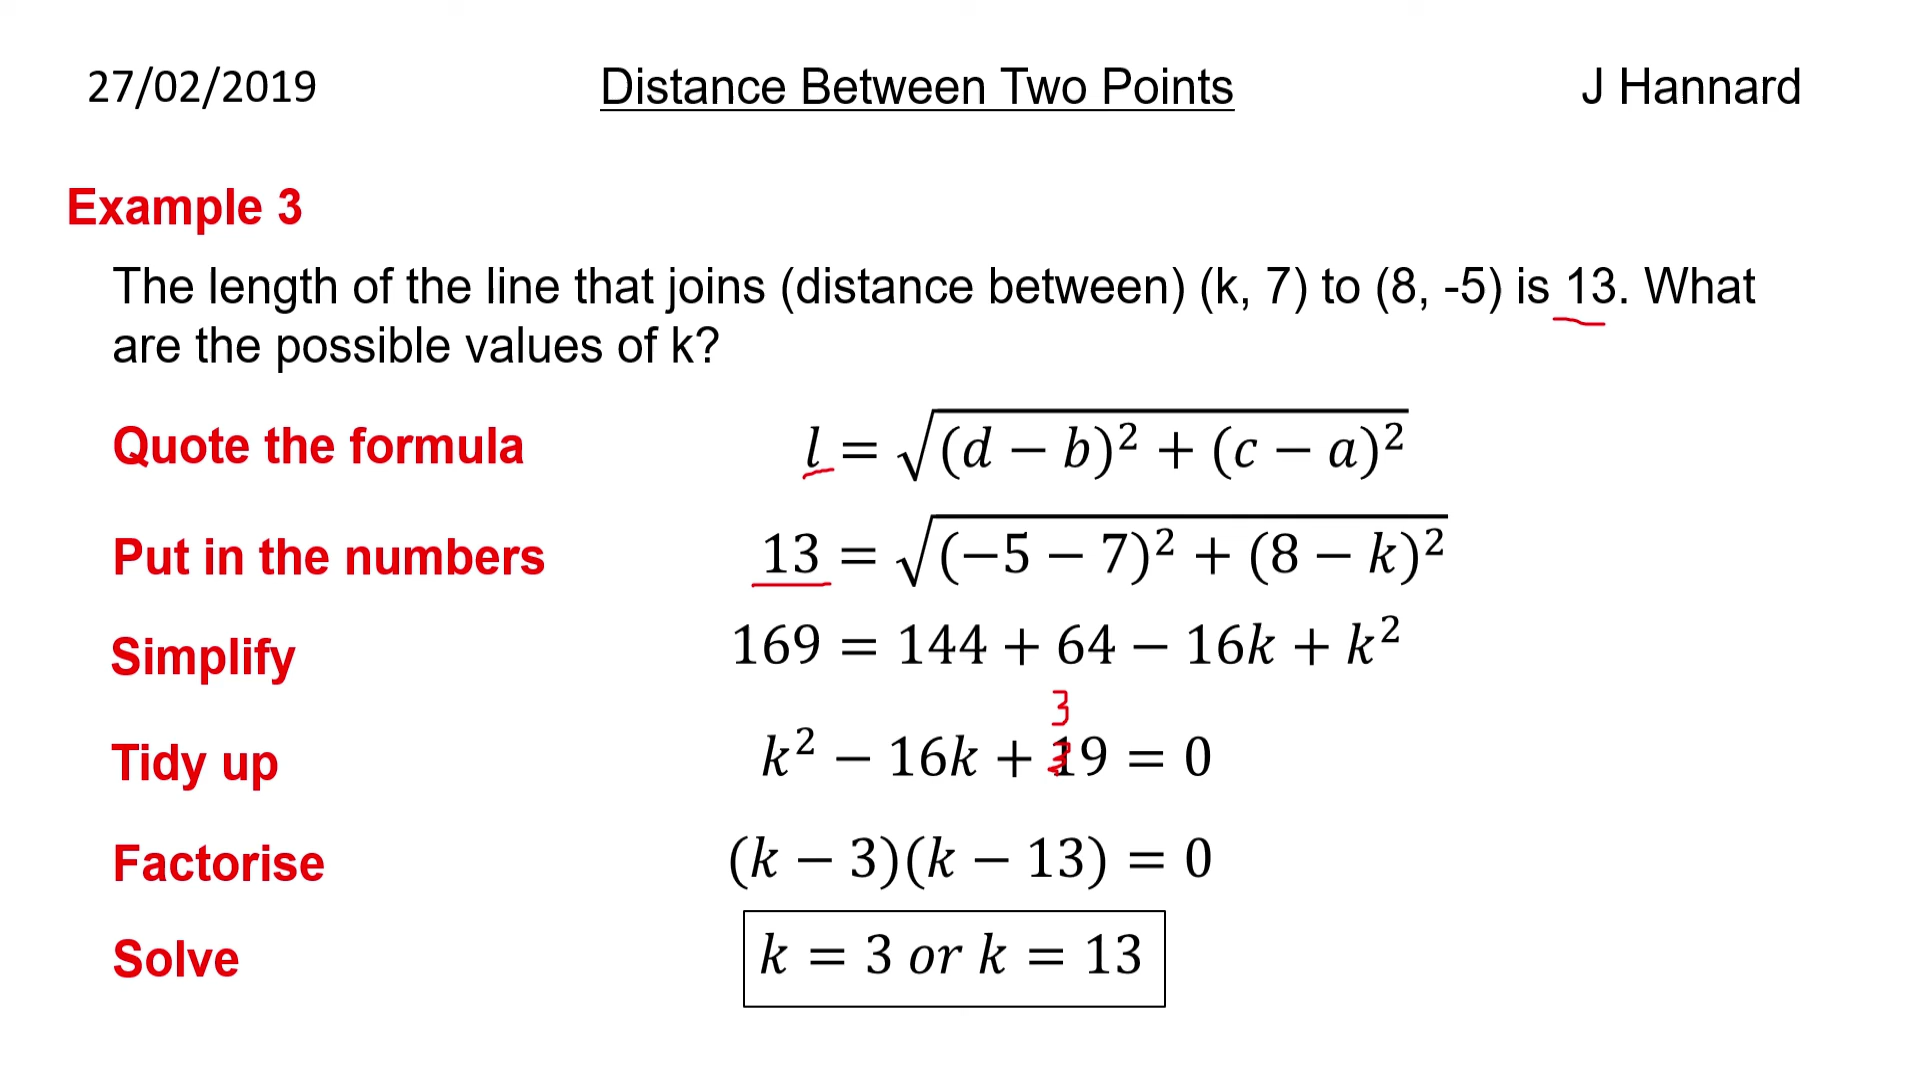 27/02/2019 Distance Between Two Points J Hannard
Example 3
The length of the line that joins (distance between) (k, 7) to (8, -5) is 13. What
are the possible values of k?
Quote the formula l = √((d − b)² + (c − a)²)
Put in the numbers 13 = √((−5 − 7)² + (8 − k)²)
Simplify 169 = 144 + 64 − 16k + k²
3
Tidy up k² − 16k + 19 = 0
Factorise (k − 3)(k − 13) = 0
Solve k = 3 or k = 13